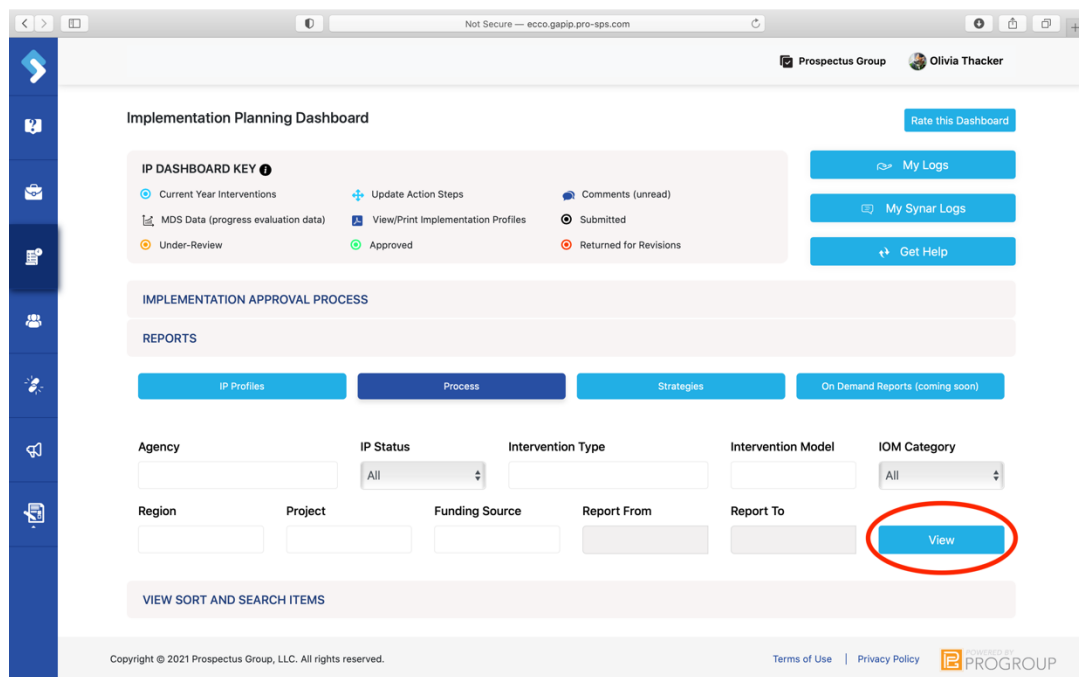 Not Secure — ecco.gapip.pro-sps.com
Prospectus Group
Olivia Thacker
Implementation Planning Dashboard
Rate this Dashboard
IP DASHBOARD KEY
Current Year Interventions
Update Action Steps
Comments (unread)
MDS Data (progress evaluation data)
View/Print Implementation Profiles
Submitted
Under-Review
Approved
Returned for Revisions
My Logs
My Synar Logs
Get Help
IMPLEMENTATION APPROVAL PROCESS
REPORTS
IP Profiles
Process
Strategies
On Demand Reports (coming soon)
Agency
IP Status
Intervention Type
Intervention Model
IOM Category
All
All
Region
Project
Funding Source
Report From
Report To
View
VIEW SORT AND SEARCH ITEMS
Copyright @ 2021 Prospectus Group, LLC. All rights reserved.
Terms of Use | Privacy Policy
POWERED BY
PROGROUP